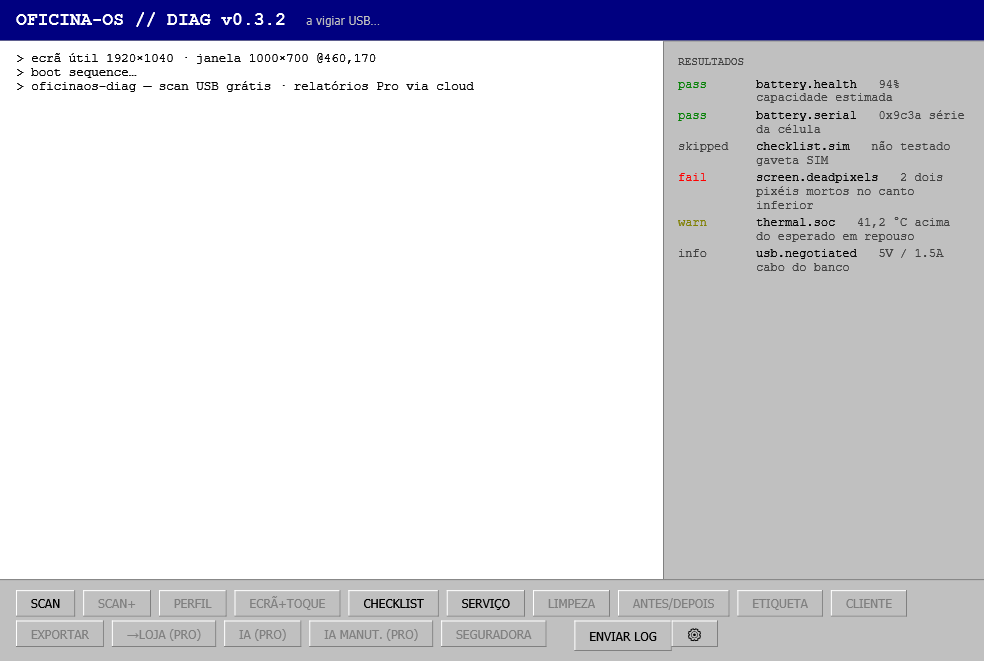 OFICINA-OS // DIAG v0.3.2 a vigiar USB...
> ecrã útil 1920×1040 · janela 1000×700 @460,170
> boot sequence…
> oficinaos-diag — scan USB grátis · relatórios Pro via cloud
RESULTADOS
pass battery.health 94%
capacidade estimada
pass battery.serial 0x9c3a série
da célula
skipped checklist.sim não testado
gaveta SIM
fail screen.deadpixels 2 dois
pixéis mortos no canto
inferior
warn thermal.soc 41,2 °C acima
do esperado em repouso
info usb.negotiated 5V / 1.5A
cabo do banco
SCAN SCAN+ PERFIL ECRÃ+TOQUE CHECKLIST SERVIÇO LIMPEZA ANTES/DEPOIS ETIQUETA CLIENTE
EXPORTAR →LOJA (PRO) IA (PRO) IA MANUT. (PRO) SEGURADORA ENVIAR LOG